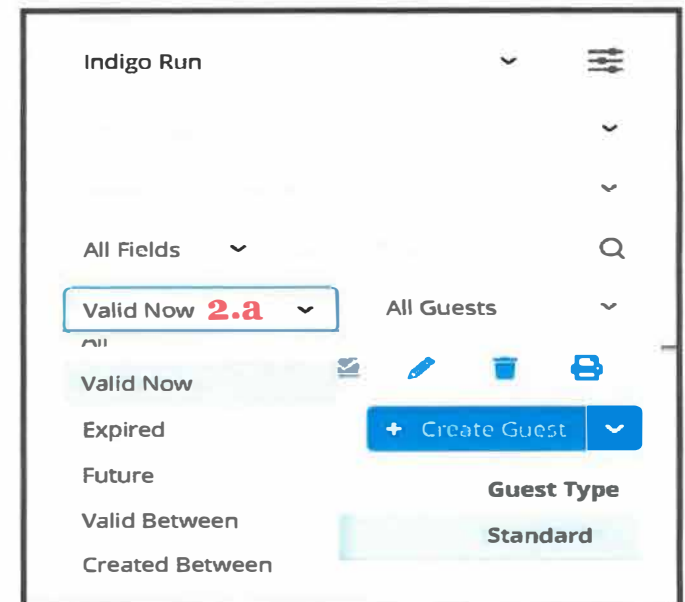 Indigo Run
All Fields
Valid Now 2.a
All Guests
All
Valid Now
Expired
+ Create Guest
Future
Guest Type
Valid Between
Standard
Created Between